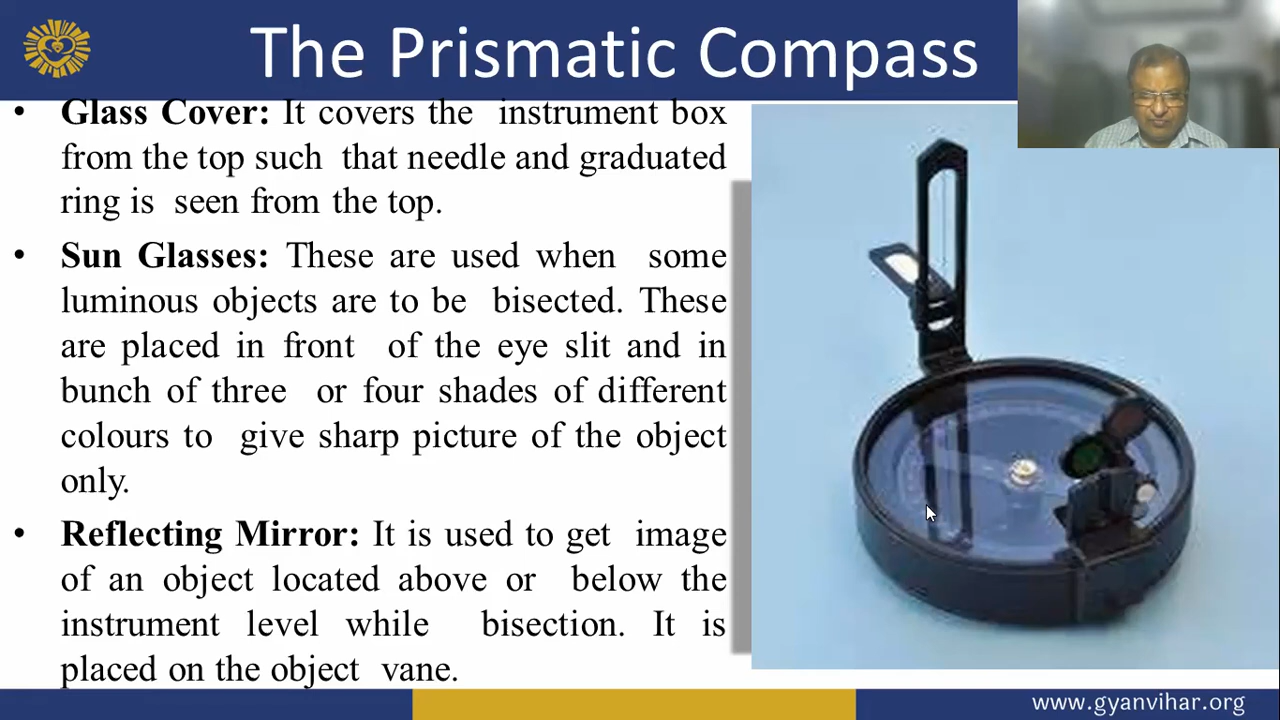 The Prismatic Compass
• Glass Cover: It covers the instrument box
from the top such that needle and graduated
ring is seen from the top.
• Sun Glasses: These are used when some
luminous objects are to be bisected. These
are placed in front of the eye slit and in
bunch of three or four shades of different
colours to give sharp picture of the object
only.
• Reflecting Mirror: It is used to get image
of an object located above or below the
instrument level while bisection. It is
placed on the object vane.
www.gyanvihar.org